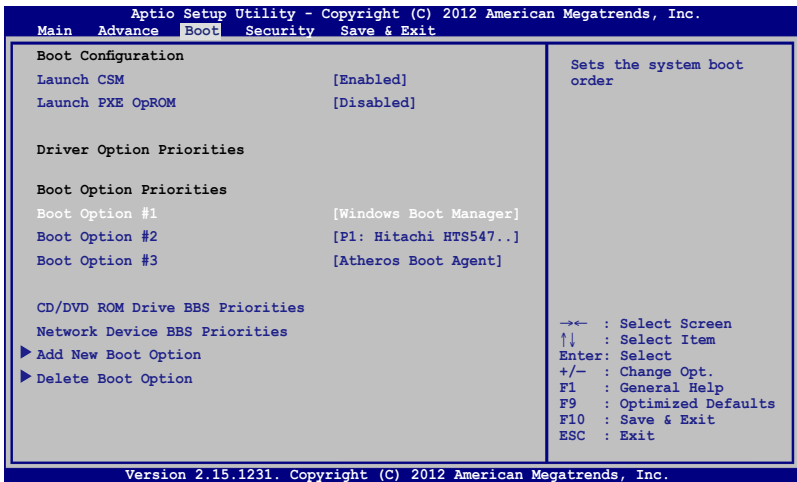 Aptio Setup Utility - Copyright (C) 2012 American Megatrends, Inc.
Main Advance Boot Security Save & Exit
Boot Configuration
Launch CSM [Enabled]
Launch PXE OpROM [Disabled]
Driver Option Priorities
Boot Option Priorities
Boot Option #1 [Windows Boot Manager]
Boot Option #2 [P1: Hitachi HTS547..]
Boot Option #3 [Atheros Boot Agent]
CD/DVD ROM Drive BBS Priorities
Network Device BBS Priorities
Add New Boot Option
Delete Boot Option
Sets the system boot
order
→← : Select Screen
↑↓ : Select Item
Enter: Select
+/— : Change Opt.
F1 : General Help
F9 : Optimized Defaults
F10 : Save & Exit
ESC : Exit
Version 2.15.1231. Copyright (C) 2012 American Megatrends, Inc.